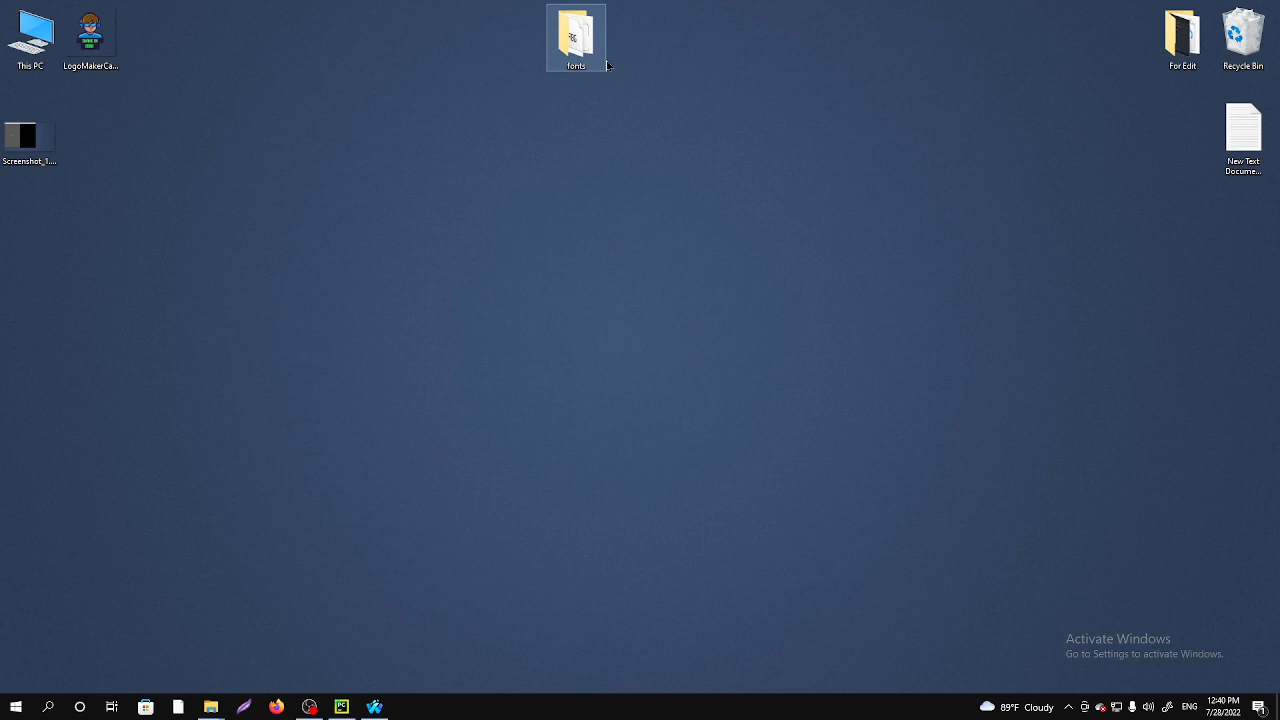 This PC
LogoMakerCa...
fonts
For Edit
Recycle Bin
Screenshot_1....
New Text
Docume...
Activate Windows
Go to Settings to activate Windows.
PC
89°F Cloudy
ENG
12:40 PM
7/28/2022